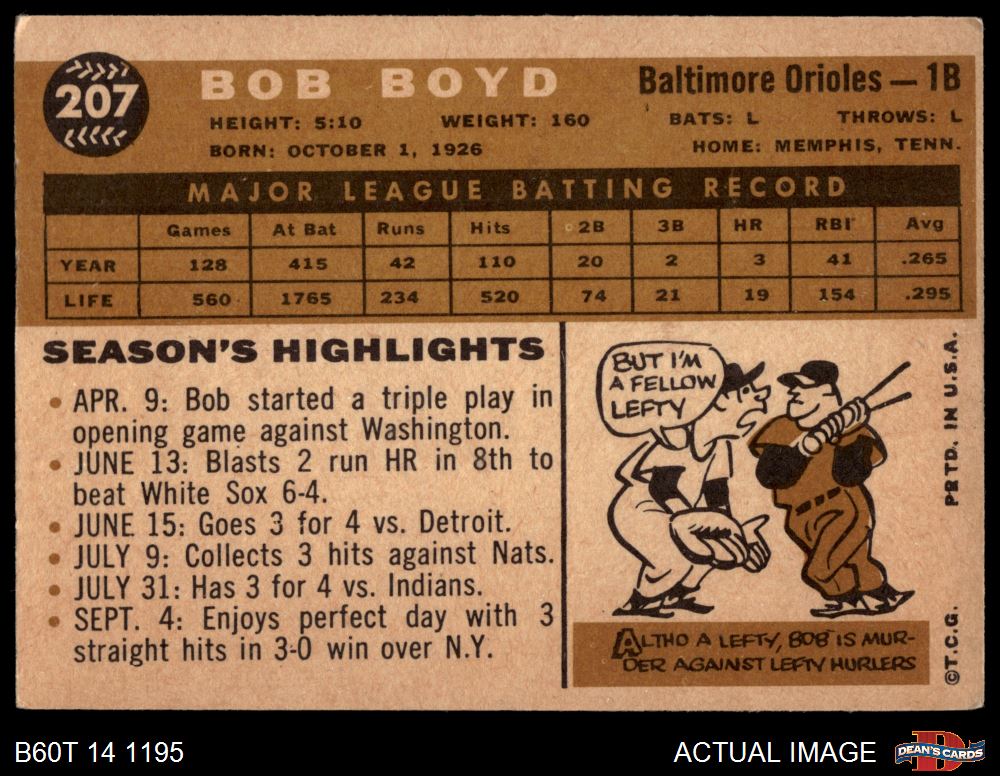 207
BOB BOYD
Baltimore Orioles — 1B
HEIGHT: 5:10 WEIGHT: 160 BATS: L THROWS: L
BORN: OCTOBER 1, 1926 HOME: MEMPHIS, TENN.
MAJOR LEAGUE BATTING RECORD
Games At Bat Runs Hits 2B 3B HR RBI Avg
YEAR 128 415 42 110 20 2 3 41 .265
LIFE 560 1765 234 520 74 21 19 154 .295
SEASON'S HIGHLIGHTS
• APR. 9: Bob started a triple play in
opening game against Washington.
• JUNE 13: Blasts 2 run HR in 8th to
beat White Sox 6-4.
• JUNE 15: Goes 3 for 4 vs. Detroit.
• JULY 9: Collects 3 hits against Nats.
• JULY 31: Has 3 for 4 vs. Indians.
• SEPT. 4: Enjoys perfect day with 3
straight hits in 3-0 win over N.Y.
BUT I'M
A FELLOW
LEFTY
ALTHO A LEFTY, BOB IS MUR-
DER AGAINST LEFTY HURLERS
©T.C.G. PRTD. IN U.S.A.
B60T 14 1195
ACTUAL IMAGE
DEAN'S CARDS